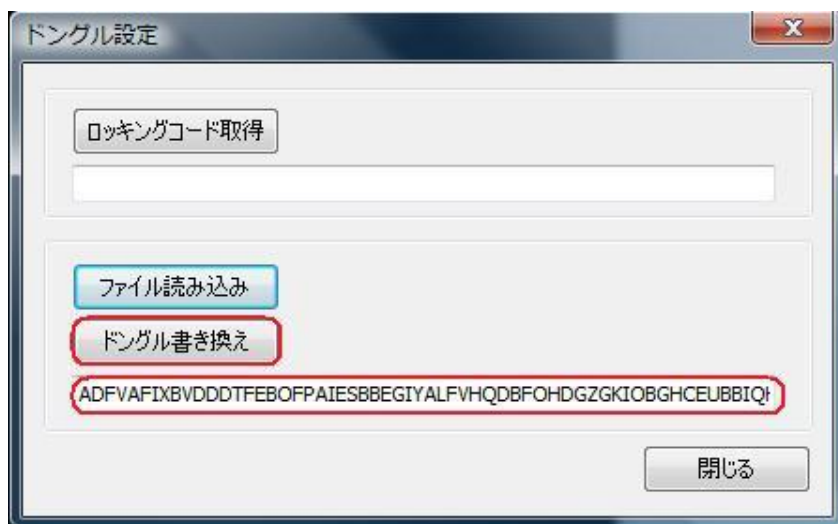 ドングル設定
ロッキングコード取得
ファイル読み込み
ドングル書き換え
ADFVAFIXBVDDDTFEBOFPAIESBBEGIYALFVHQDBFOHDGZGKIOBGHCEUBBIQH
閉じる